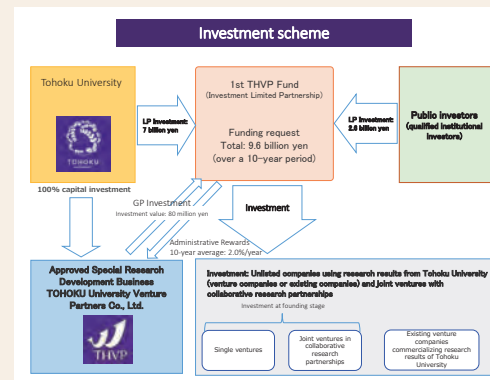 Investment scheme
Tohoku University
TOHOKU
UNIVERSITY
100% capital investment
LP Investment:
7 billion yen
1st THVP Fund
(Investment Limited Partnership)
Funding request
Total: 9.6 billion yen
(over a 10-year period)
LP Investment:
2.6 billion yen
Public investors
(qualified institutional
investors)
GP Investment
Investment value: 80 million yen
Investment
Administrative Rewards
10-year average: 2.0%/year
Approved Special Research
Development Business
TOHOKU University Venture
Partners Co., Ltd.
THVP
Investment: Unlisted companies using research results from Tohoku University
(venture companies or existing companies) and joint ventures with
collaborative research partnerships
Investment at founding stage
Single ventures
Joint ventures in
collaborative
research
partnerships
Existing venture
companies
commercializing research
results of Tohoku
University